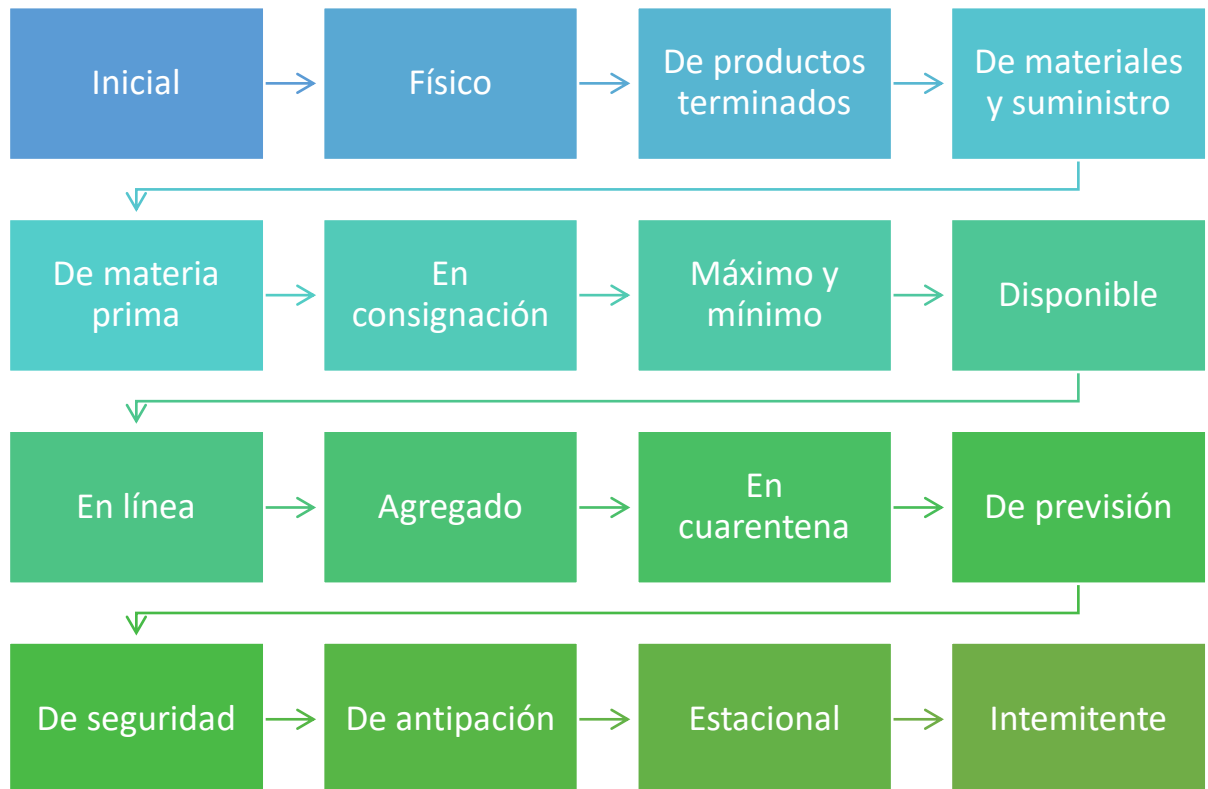 Inicial
Físico
De productos
terminados
De materiales
y suministro
De materia
prima
En
consignación
Máximo y
mínimo
Disponible
En línea
Agregado
En
cuarentena
De previsión
De seguridad
De antipación
Estacional
Intemitente